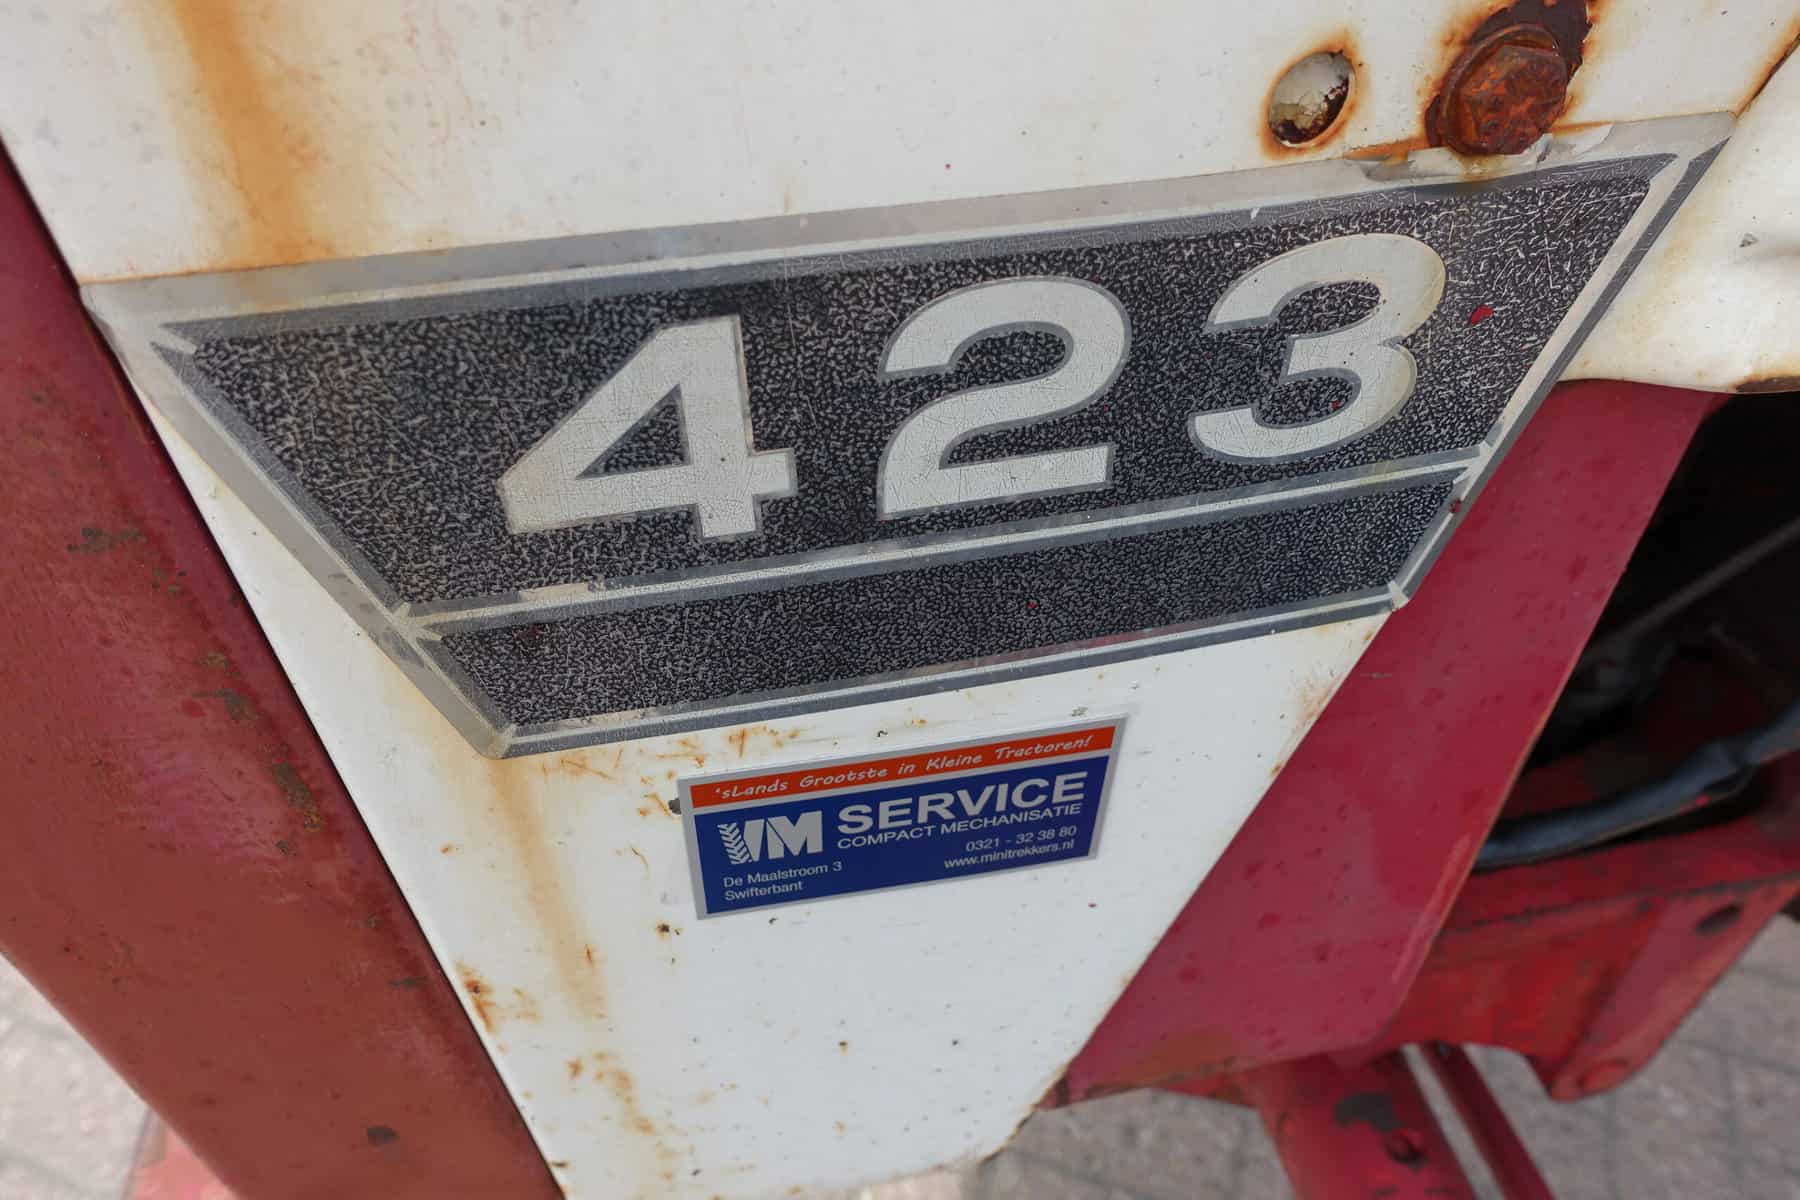 423
'sLands Grootste in Kleine Tractoren!
VM SERVICE
COMPACT MECHANISATIE
0321 - 32 38 80
www.minitrekkers.nl
De Maalstroom 3
Swifterbant